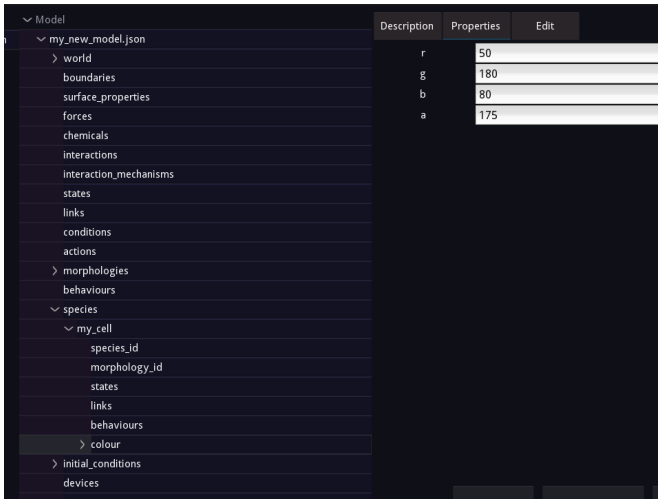 Model
my_new_model.json
world
boundaries
surface_properties
forces
chemicals
interactions
interaction_mechanisms
states
links
conditions
actions
morphologies
behaviours
species
my_cell
species_id
morphology_id
states
links
behaviours
colour
initial_conditions
devices
Description Properties Edit
r 50
g 180
b 80
a 175